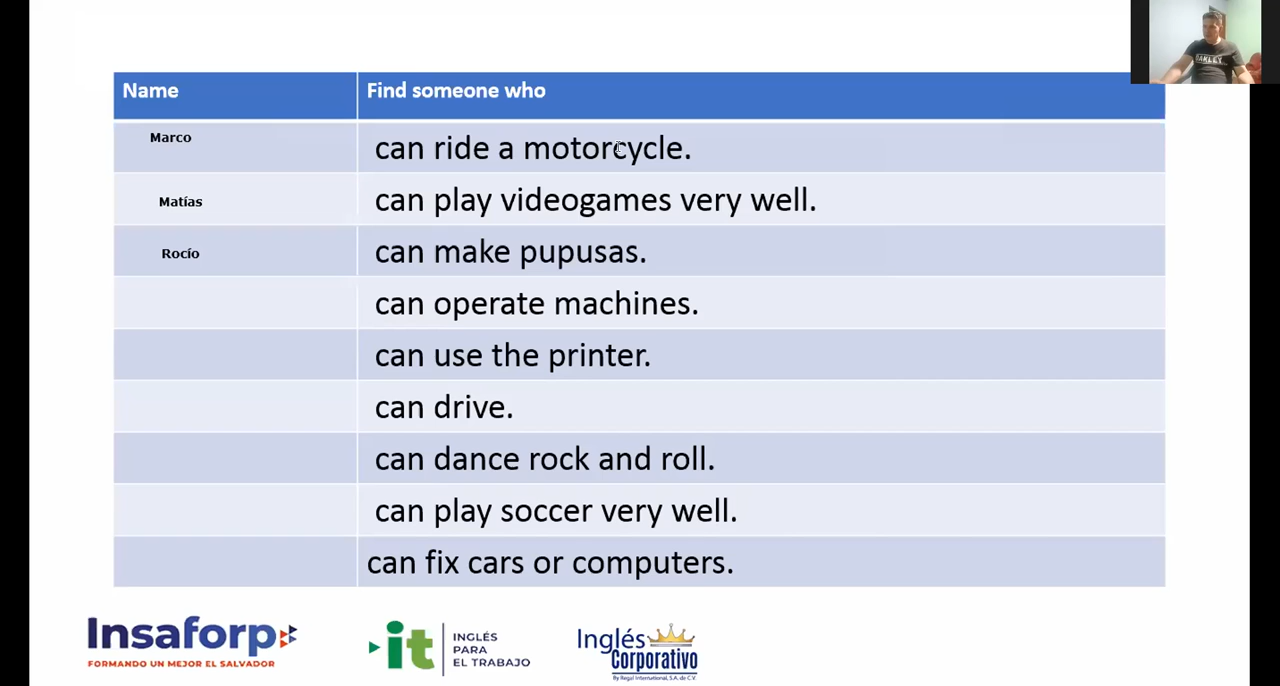 Name Find someone who
Marco can ride a motorcycle.
Matías can play videogames very well.
Rocío can make pupusas.
can operate machines.
can use the printer.
can drive.
can dance rock and roll.
can play soccer very well.
can fix cars or computers.
Insaforp
FORMANDO UN MEJOR EL SALVADOR
it
INGLÉS
PARA
EL TRABAJO
Inglés
Corporativo
By Regal International, S.A. de C.V.
OAKLEY